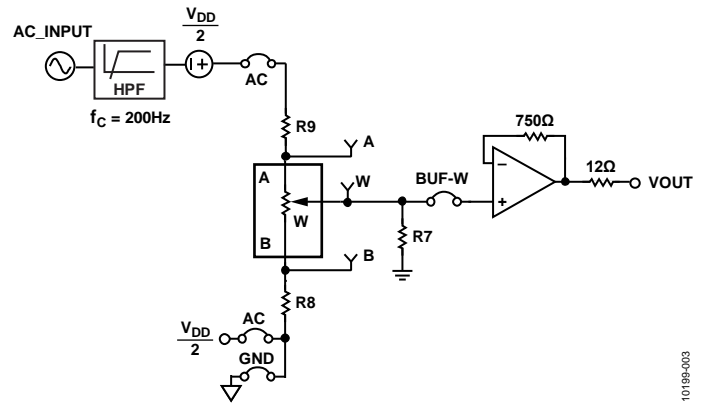 AC_INPUT
V_DD
2
AC
HPF
f_C = 200Hz
R9
A
A
W
W
B
B
R7
BUF-W
750Ω
12Ω
VOUT
R8
V_DD
2
AC
GND
10199-003